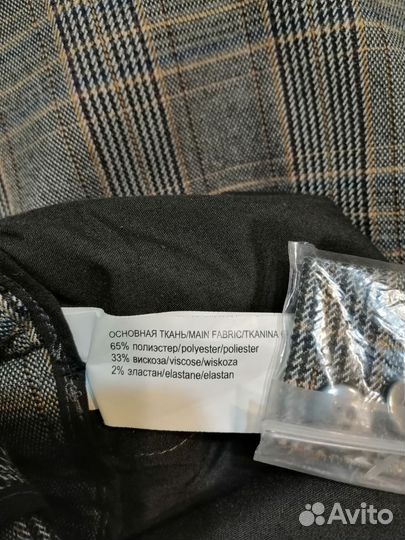 ОСНОВНАЯ ТКАНЬ/MAIN FABRIC/TKANINA
65% полиэстер/polyester/poliester
33% вискоза/viscose/wiskoza
2% эластан/elastane/elastan
Avito